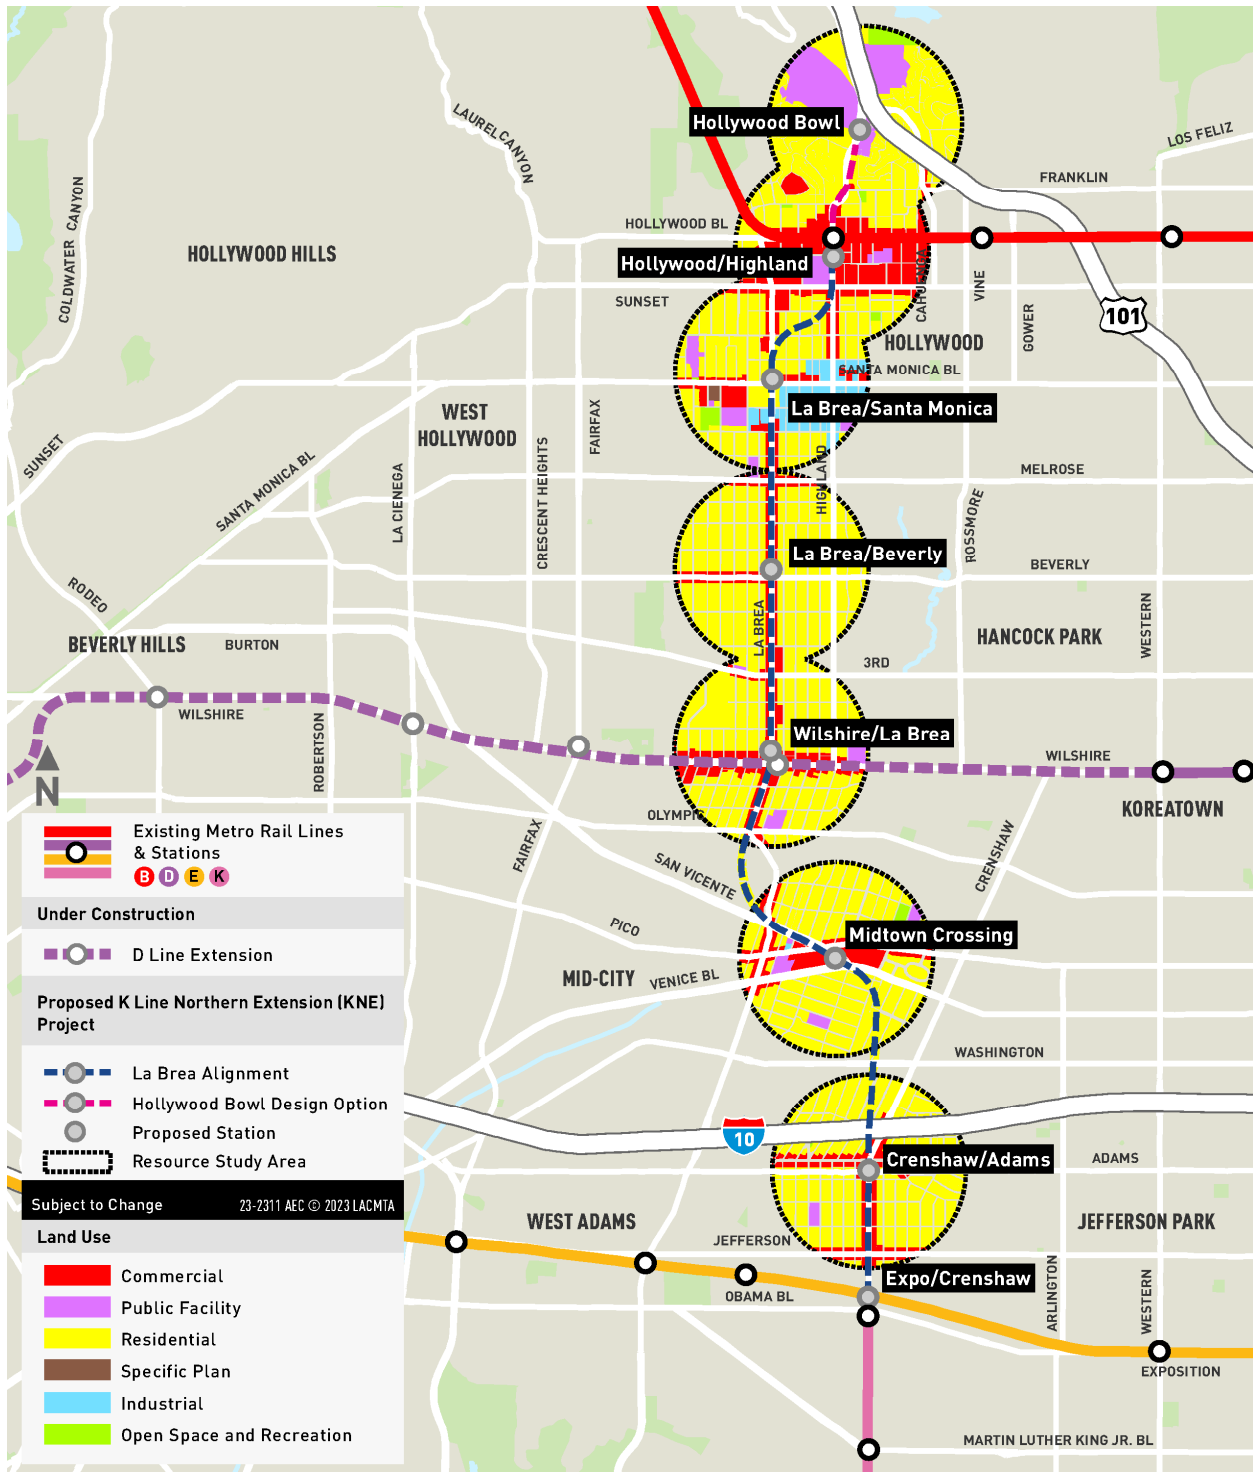 LAUREL CANYON
Hollywood Bowl
LOS FELIZ
FRANKLIN
COLDWATER CANYON
HOLLYWOOD BL
HOLLYWOOD HILLS
Hollywood/Highland
CAHUENGA
VINE
SUNSET
GOWER
101
HOLLYWOOD
SANTA MONICA BL
WEST
HOLLYWOOD
FAIRFAX
La Brea/Santa Monica
SUNSET
SANTA MONICA BL
LA CIENEGA
CRESCENT HEIGHTS
HIGHLAND
MELROSE
ROSSMORE
La Brea/Beverly
BEVERLY
RODEO
LA BREA
WESTERN
BEVERLY HILLS
BURTON
HANCOCK PARK
3RD
WILSHIRE
ROBERTSON
Wilshire/La Brea
WILSHIRE
N
KOREATOWN
OLYMPIC
FAIRFAX
SAN VICENTE
CRENSHAW
PICO
Midtown Crossing
MID-CITY
VENICE BL
WASHINGTON
10
Crenshaw/Adams
ADAMS
WEST ADAMS
JEFFERSON
JEFFERSON PARK
Expo/Crenshaw
OBAMA BL
ARLINGTON
WESTERN
EXPOSITION
MARTIN LUTHER KING JR. BL
Existing Metro Rail Lines
& Stations
B D E K
Under Construction
D Line Extension
Proposed K Line Northern Extension (KNE)
Project
La Brea Alignment
Hollywood Bowl Design Option
Proposed Station
Resource Study Area
Subject to Change 23-2311 AEC © 2023 LACMTA
Land Use
Commercial
Public Facility
Residential
Specific Plan
Industrial
Open Space and Recreation